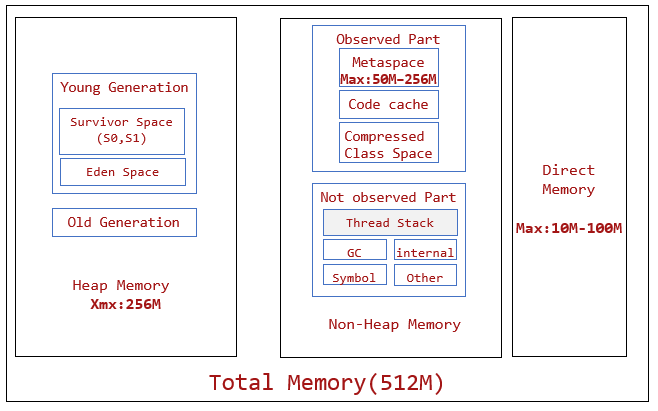 Young Generation
Survivor Space
(S0,S1)
Eden Space
Old Generation
Heap Memory
Xmx:256M
Observed Part
Metaspace
Max:50M-256M
Code cache
Compressed
Class Space
Not observed Part
Thread Stack
GC
internal
Symbol
Other
Non-Heap Memory
Direct
Memory
Max:10M-100M
Total Memory(512M)